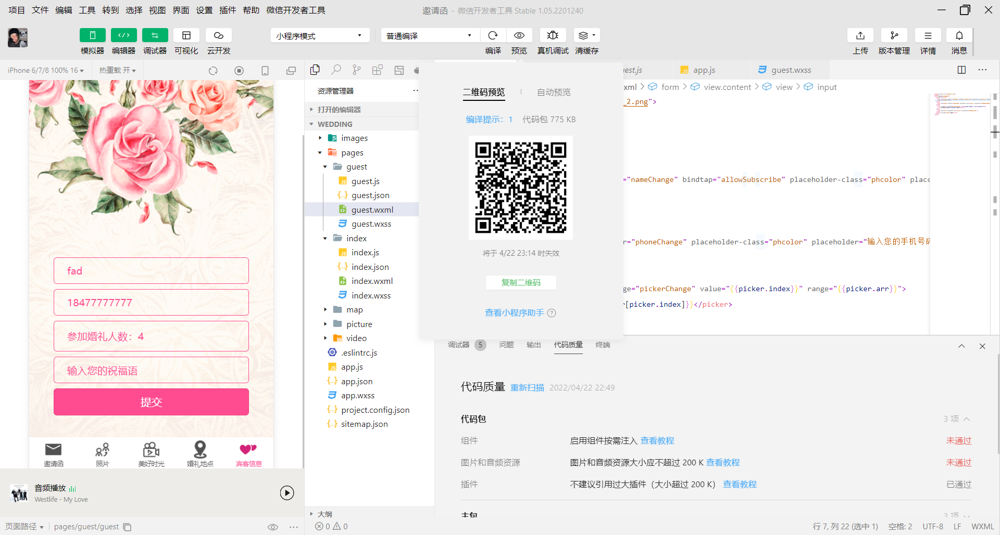 项目 文件 编辑 工具 转到 选择 视图 界面 设置 插件 帮助 微信开发者工具
邀请函 - 微信开发者工具 Stable 1.05.2201240
模拟器 编辑器 调试器 可视化 云开发
小程序模式
普通编译
编译 预览 真机调试 清缓存
上传 版本管理 详情 消息
iPhone 6/7/8 100% 16
热重载 开
fad
18477777777
参加婚礼人数：4
输入您的祝福语
提交
邀请函 照片 美好时光 婚礼地点 宾客信息
音频播放
Westlife - My Love
页面路径 pages/guest/guest
资源管理器
打开的编辑器
WEDDING
images
pages
guest
guest.js
guest.json
guest.wxml
guest.wxss
index
index.js
index.json
index.wxml
index.wxss
map
picture
video
.eslintrc.js
app.js
app.json
app.wxss
project.config.json
sitemap.json
大纲
0 0
二维码预览 自动预览
编译提示：1 代码包 775 KB
将于 4/22 23:14 时失效
复制二维码
查看小程序助手 ?
est.js app.js guest.wxss
xml > form > view.content > view > input
_2.png">
="nameChange" bindtap="allowSubscribe" placeholder-class="phcolor" place
r="phoneChange" placeholder-class="phcolor" placeholder="输入您的手机号码
ge="pickerChange" value="{{picker.index}}" range="{{picker.arr}}">
r[picker.index]}}</picker>
调试器 5 问题 输出 代码质量 终端
代码质量 重新扫描 2022/04/22 22:49
代码包 3 项
组件 启用组件按需注入 查看教程 未通过
图片和音频资源 图片和音频资源大小应不超过 200 K 查看教程 未通过
插件 不建议引用过大插件（大小超过 200 K） 查看教程 已通过
主包 3 项
行 7, 列 22 (选中 1) 空格: 2 UTF-8 LF WXML